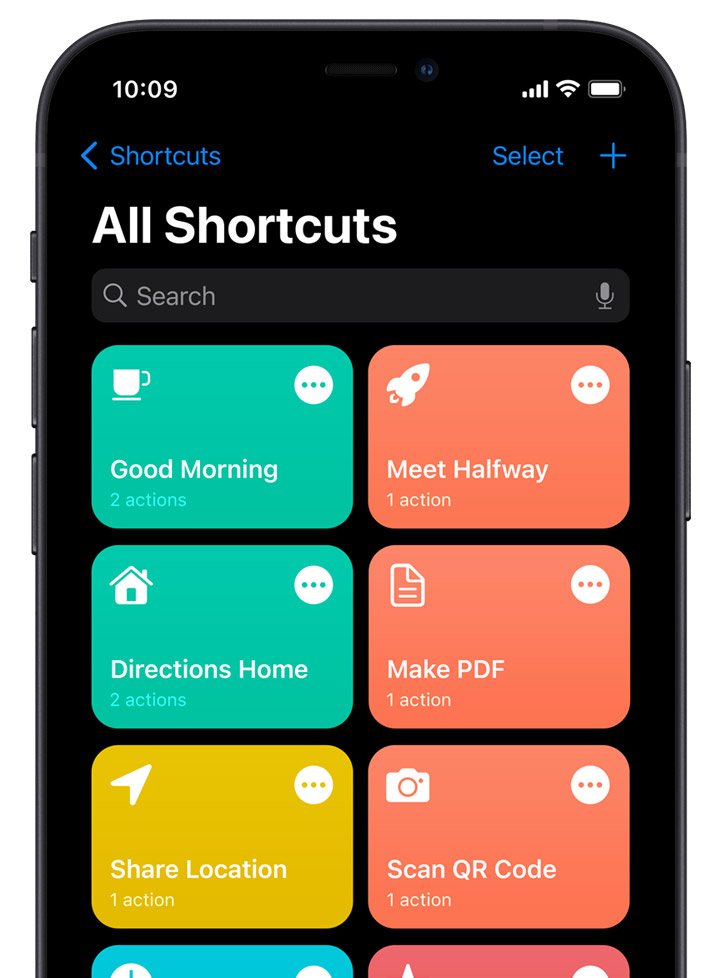 10:09
Shortcuts
Select
All Shortcuts
Search
Good Morning
2 actions
Meet Halfway
1 action
Directions Home
2 actions
Make PDF
1 action
Share Location
1 action
Scan QR Code
1 action